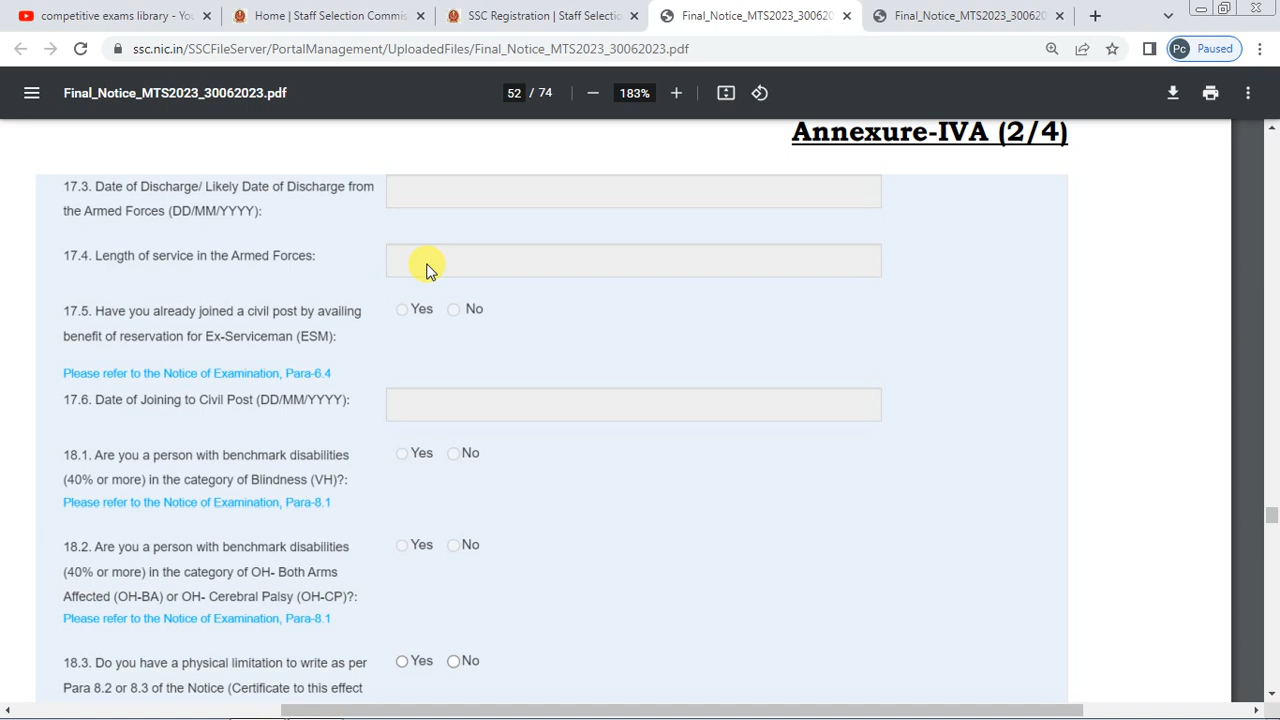 competitive exams library - You
Home | Staff Selection Commis
SSC Registration | Staff Selectio
Final_Notice_MTS2023_3006202
Final_Notice_MTS2023_3006202
ssc.nic.in/SSCFileServer/PortalManagement/UploadedFiles/Final_Notice_MTS2023_30062023.pdf
Pc Paused
Final_Notice_MTS2023_30062023.pdf
52 / 74
183%
Annexure-IVA (2/4)
17.3. Date of Discharge/ Likely Date of Discharge from
the Armed Forces (DD/MM/YYYY):
17.4. Length of service in the Armed Forces:
17.5. Have you already joined a civil post by availing
benefit of reservation for Ex-Serviceman (ESM):
Yes No
Please refer to the Notice of Examination, Para-6.4
17.6. Date of Joining to Civil Post (DD/MM/YYYY):
18.1. Are you a person with benchmark disabilities
(40% or more) in the category of Blindness (VH)?:
Yes No
Please refer to the Notice of Examination, Para-8.1
18.2. Are you a person with benchmark disabilities
(40% or more) in the category of OH- Both Arms
Affected (OH-BA) or OH- Cerebral Palsy (OH-CP)?:
Yes No
Please refer to the Notice of Examination, Para-8.1
18.3. Do you have a physical limitation to write as per
Para 8.2 or 8.3 of the Notice (Certificate to this effect
Yes No